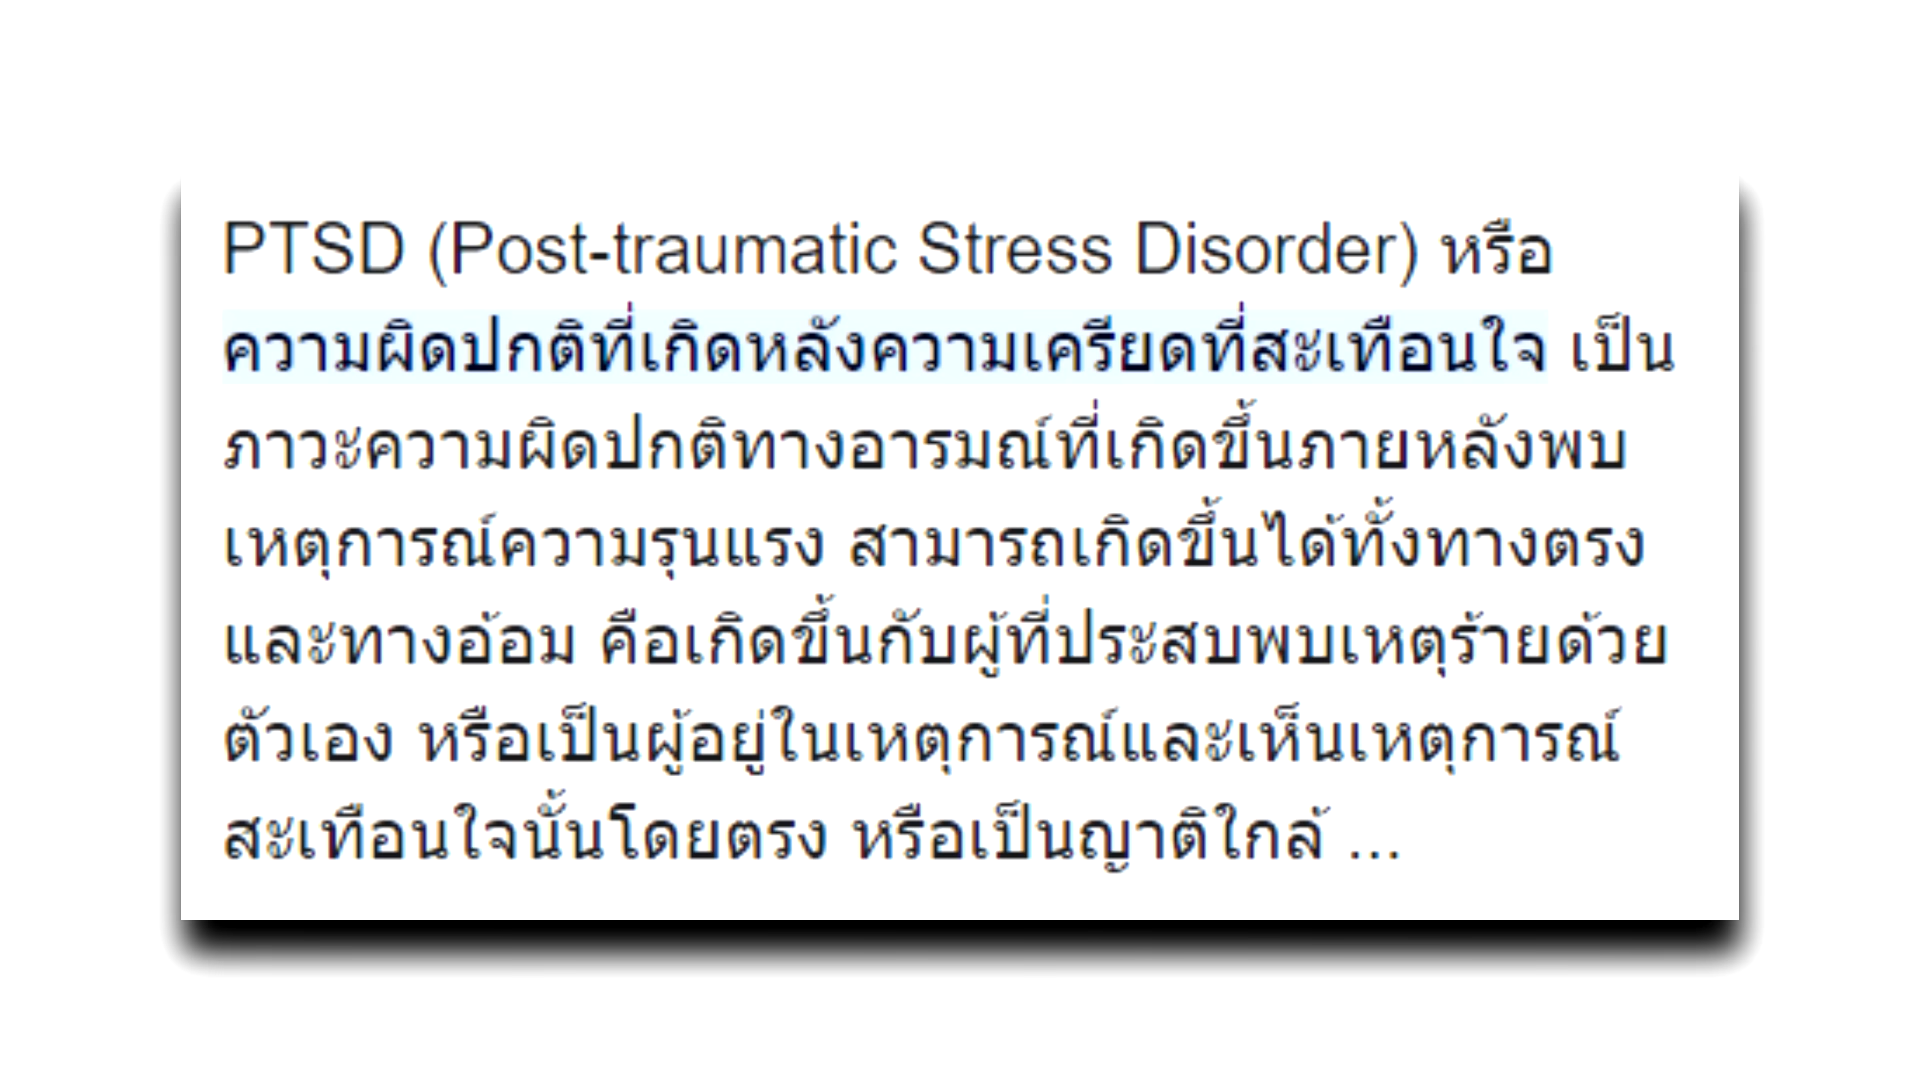 PTSD (Post-traumatic Stress Disorder) หรือ
ความผิดปกติที่เกิดหลังความเครียดที่สะเทือนใจ เป็น
ภาวะความผิดปกติทางอารมณ์ที่เกิดขึ้นภายหลังพบ
เหตุการณ์ความรุนแรง สามารถเกิดขึ้นได้ทั้งทางตรง
และทางอ้อม คือเกิดขึ้นกับผู้ที่ประสบพบเหตุร้ายด้วย
ตัวเอง หรือเป็นผู้อยู่ในเหตุการณ์และเห็นเหตุการณ์
สะเทือนใจนั้นโดยตรง หรือเป็นญาติใกล้ ...